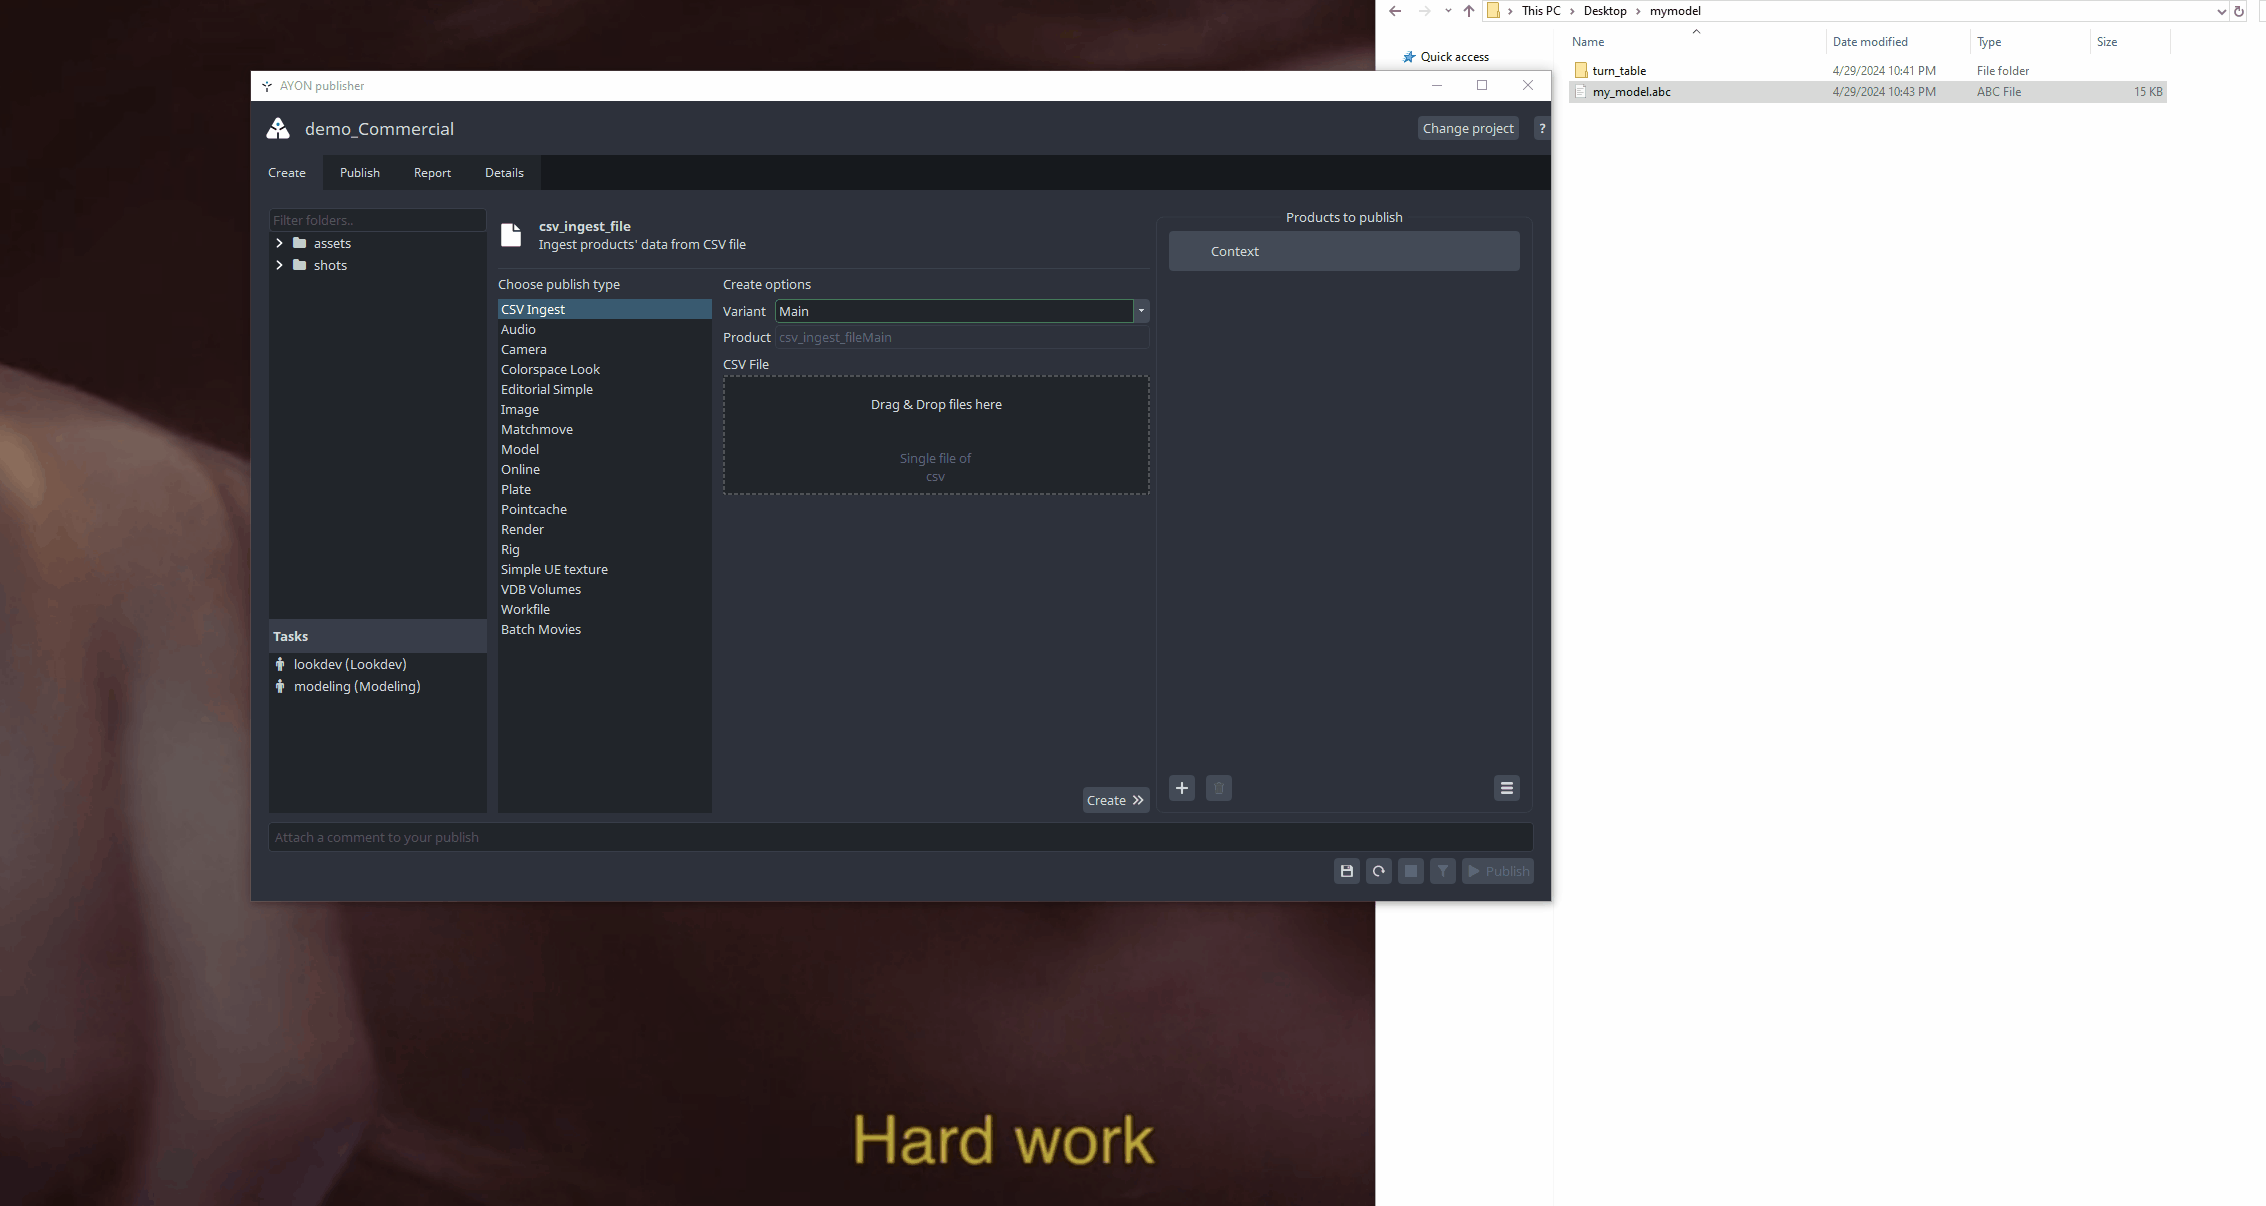 This PC
Desktop
mymodel
Name
Date modified
Type
Size
Quick access
turn_table
4/29/2024 10:41 PM
File folder
my_model.abc
4/29/2024 10:43 PM
ABC File
15 KB
AYON publisher
demo_Commercial
Change project
?
Create
Publish
Report
Details
Filter folders..
assets
shots
Tasks
lookdev (Lookdev)
modeling (Modeling)
csv_ingest_file
Ingest products' data from CSV file
Choose publish type
CSV Ingest
Audio
Camera
Colorspace Look
Editorial Simple
Image
Matchmove
Model
Online
Plate
Pointcache
Render
Rig
Simple UE texture
VDB Volumes
Workfile
Batch Movies
Create options
Variant
Main
Product
csv_ingest_fileMain
CSV File
Drag & Drop files here
Single file of
csv
Create
Products to publish
Context
Attach a comment to your publish
Publish
Hard work